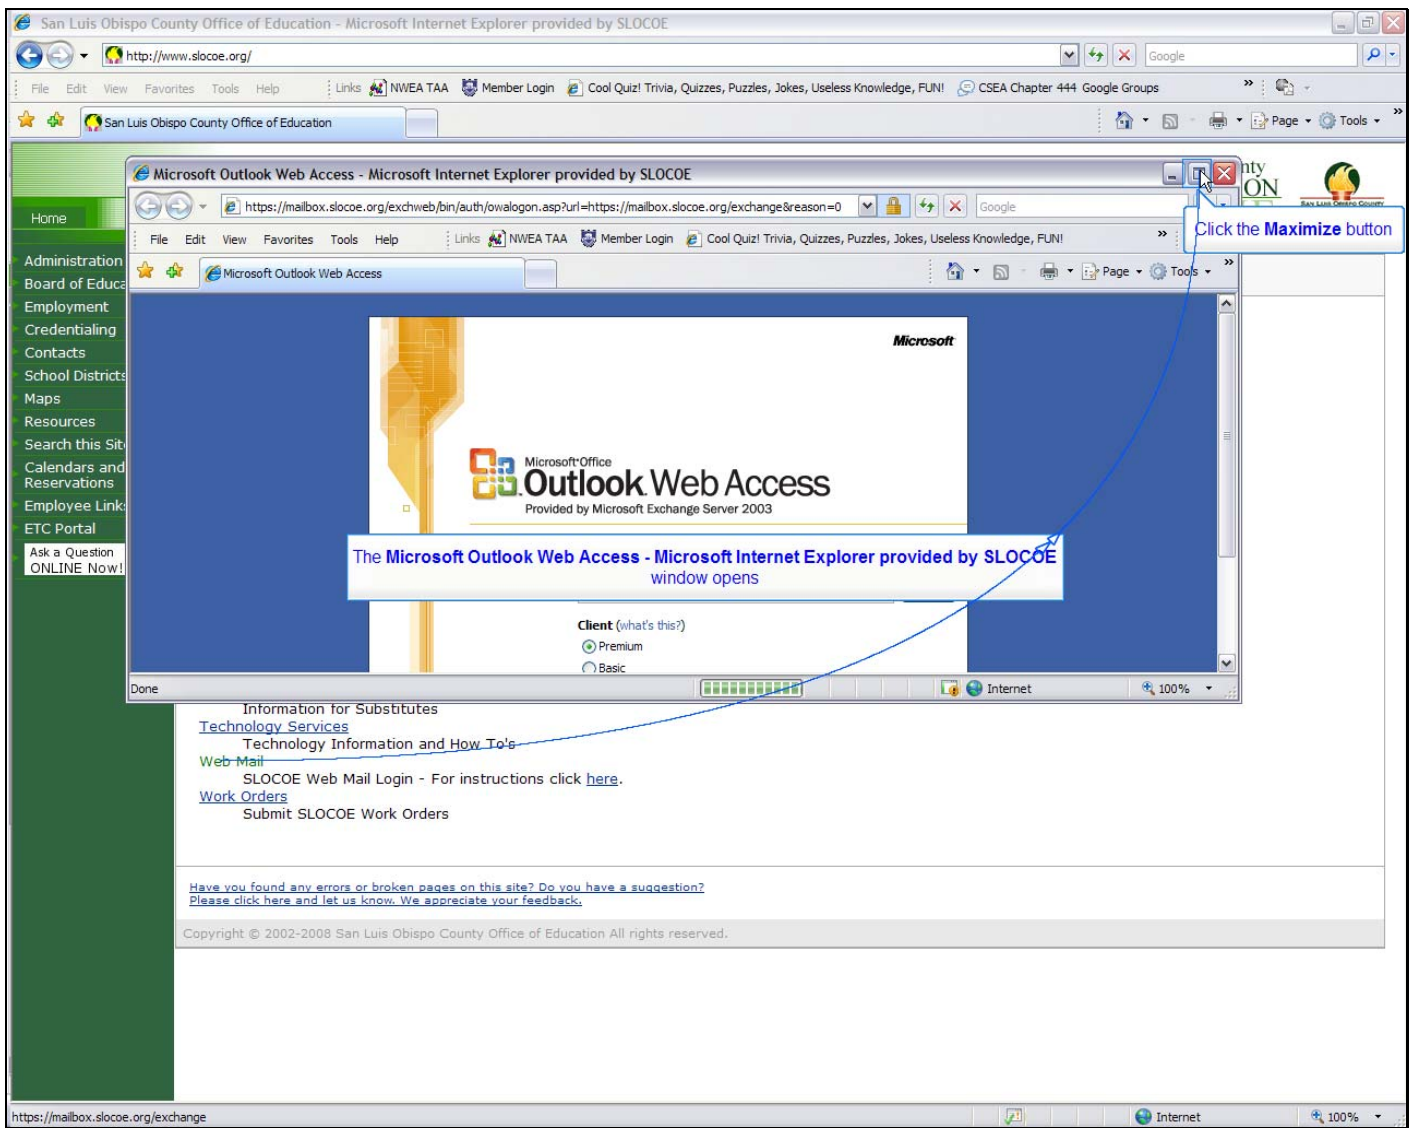 San Luis Obispo County Office of Education - Microsoft Internet Explorer provided by SLOCOE
http://www.slocoe.org/
Google
File Edit View Favorites Tools Help Links NWEA TAA Member Login Cool Quiz! Trivia, Quizzes, Puzzles, Jokes, Useless Knowledge, FUN! CSEA Chapter 444 Google Groups »
San Luis Obispo County Office of Education Page Tools »
nty
ON
SAN LUIS OBISPO COUNTY
Microsoft Outlook Web Access - Microsoft Internet Explorer provided by SLOCOE
https://mailbox.slocoe.org/exchweb/bin/auth/owalogon.asp?url=https://mailbox.slocoe.org/exchange&reason=0 Google
File Edit View Favorites Tools Help Links NWEA TAA Member Login Cool Quiz! Trivia, Quizzes, Puzzles, Jokes, Useless Knowledge, FUN! »
Click the Maximize button
Microsoft Outlook Web Access Page Tools »
Home
Administration
Board of Educa
Employment
Credentialing
Contacts
School Districts
Maps
Resources
Search this Sit
Calendars and
Reservations
Employee Link
ETC Portal
Ask a Question
ONLINE Now!
Microsoft
Microsoft Office
Outlook Web Access
Provided by Microsoft Exchange Server 2003
The Microsoft Outlook Web Access - Microsoft Internet Explorer provided by SLOCOE
window opens
Client (what's this?)
Premium
Basic
Done Internet 100%
Information for Substitutes
Technology Services
Technology Information and How To's
Web Mail
SLOCOE Web Mail Login - For instructions click here.
Work Orders
Submit SLOCOE Work Orders
Have you found any errors or broken pages on this site? Do you have a suggestion?
Please click here and let us know. We appreciate your feedback.
Copyright © 2002-2008 San Luis Obispo County Office of Education All rights reserved.
https://mailbox.slocoe.org/exchange Internet 100%